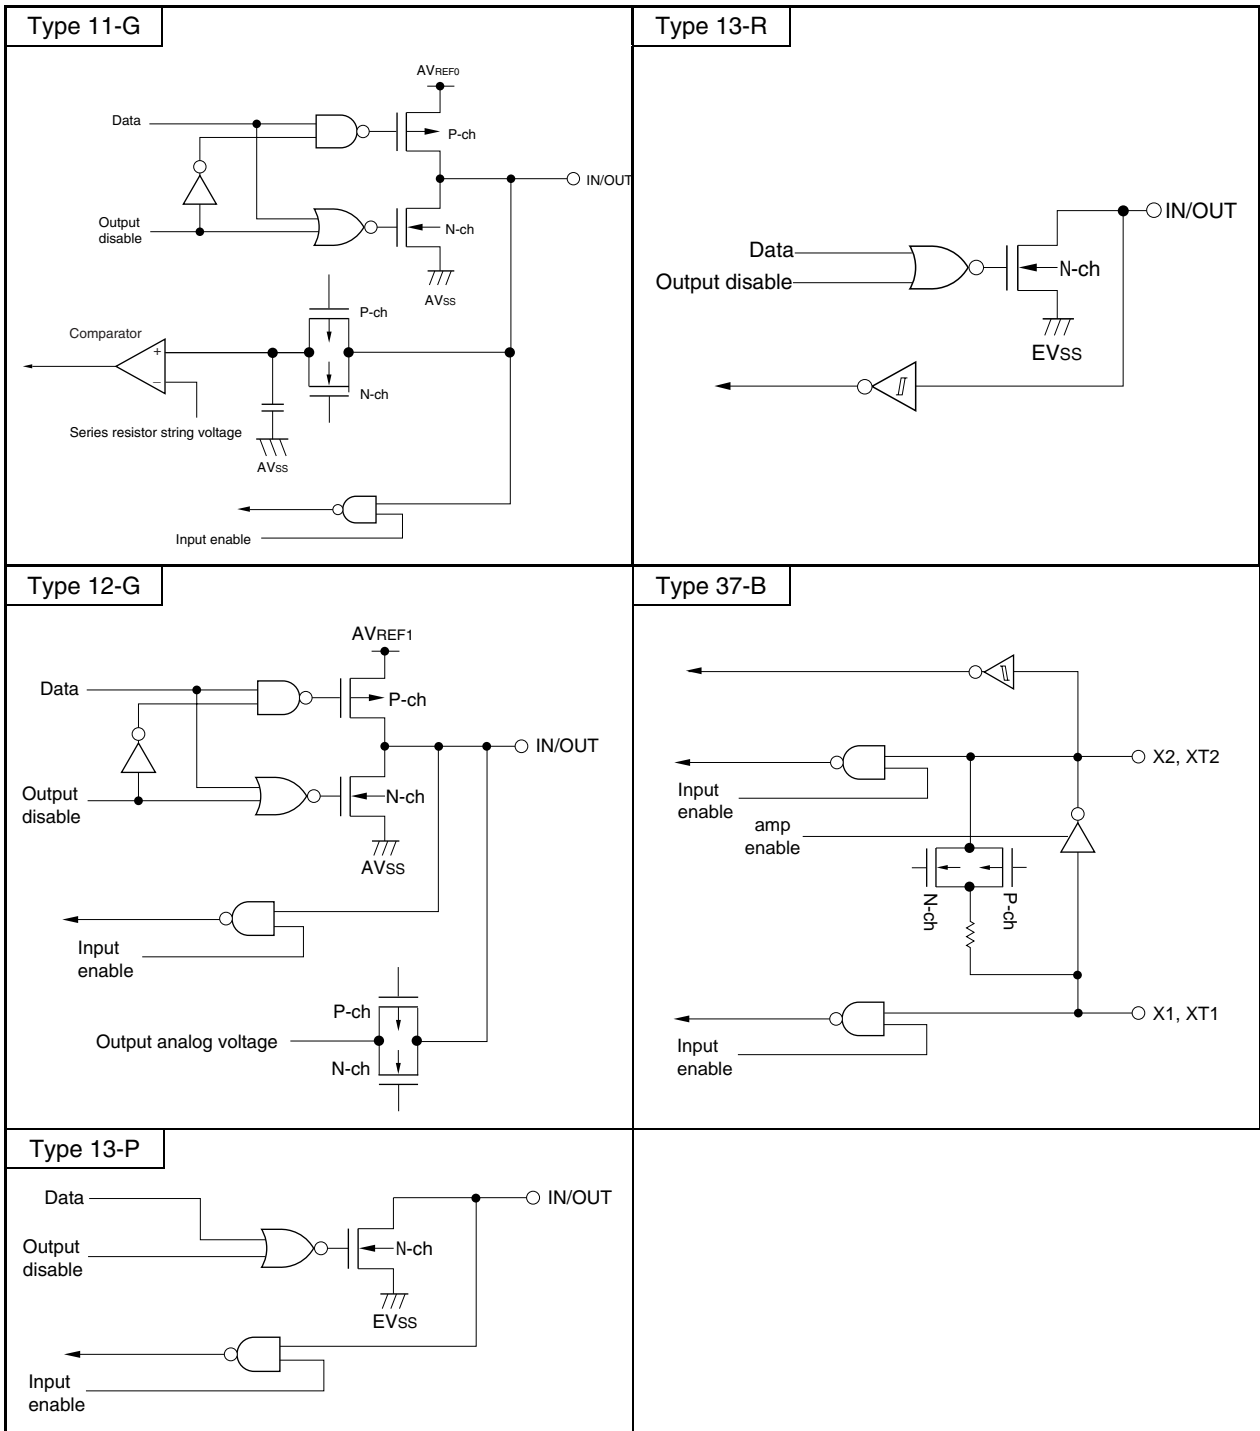 Type 11-G
AVREF0
Data
P-ch
IN/OUT
Output
disable
N-ch
AVSS
P-ch
Comparator
+
−
N-ch
Series resistor string voltage
AVSS
Input enable
Type 13-R
IN/OUT
Data
Output disable
N-ch
EVSS
Type 12-G
AVREF1
Data
P-ch
IN/OUT
Output
disable
N-ch
AVSS
Input
enable
P-ch
Output analog voltage
N-ch
Type 37-B
X2, XT2
Input
enable
amp
enable
N-ch
P-ch
X1, XT1
Input
enable
Type 13-P
Data
IN/OUT
Output
disable
N-ch
EVSS
Input
enable